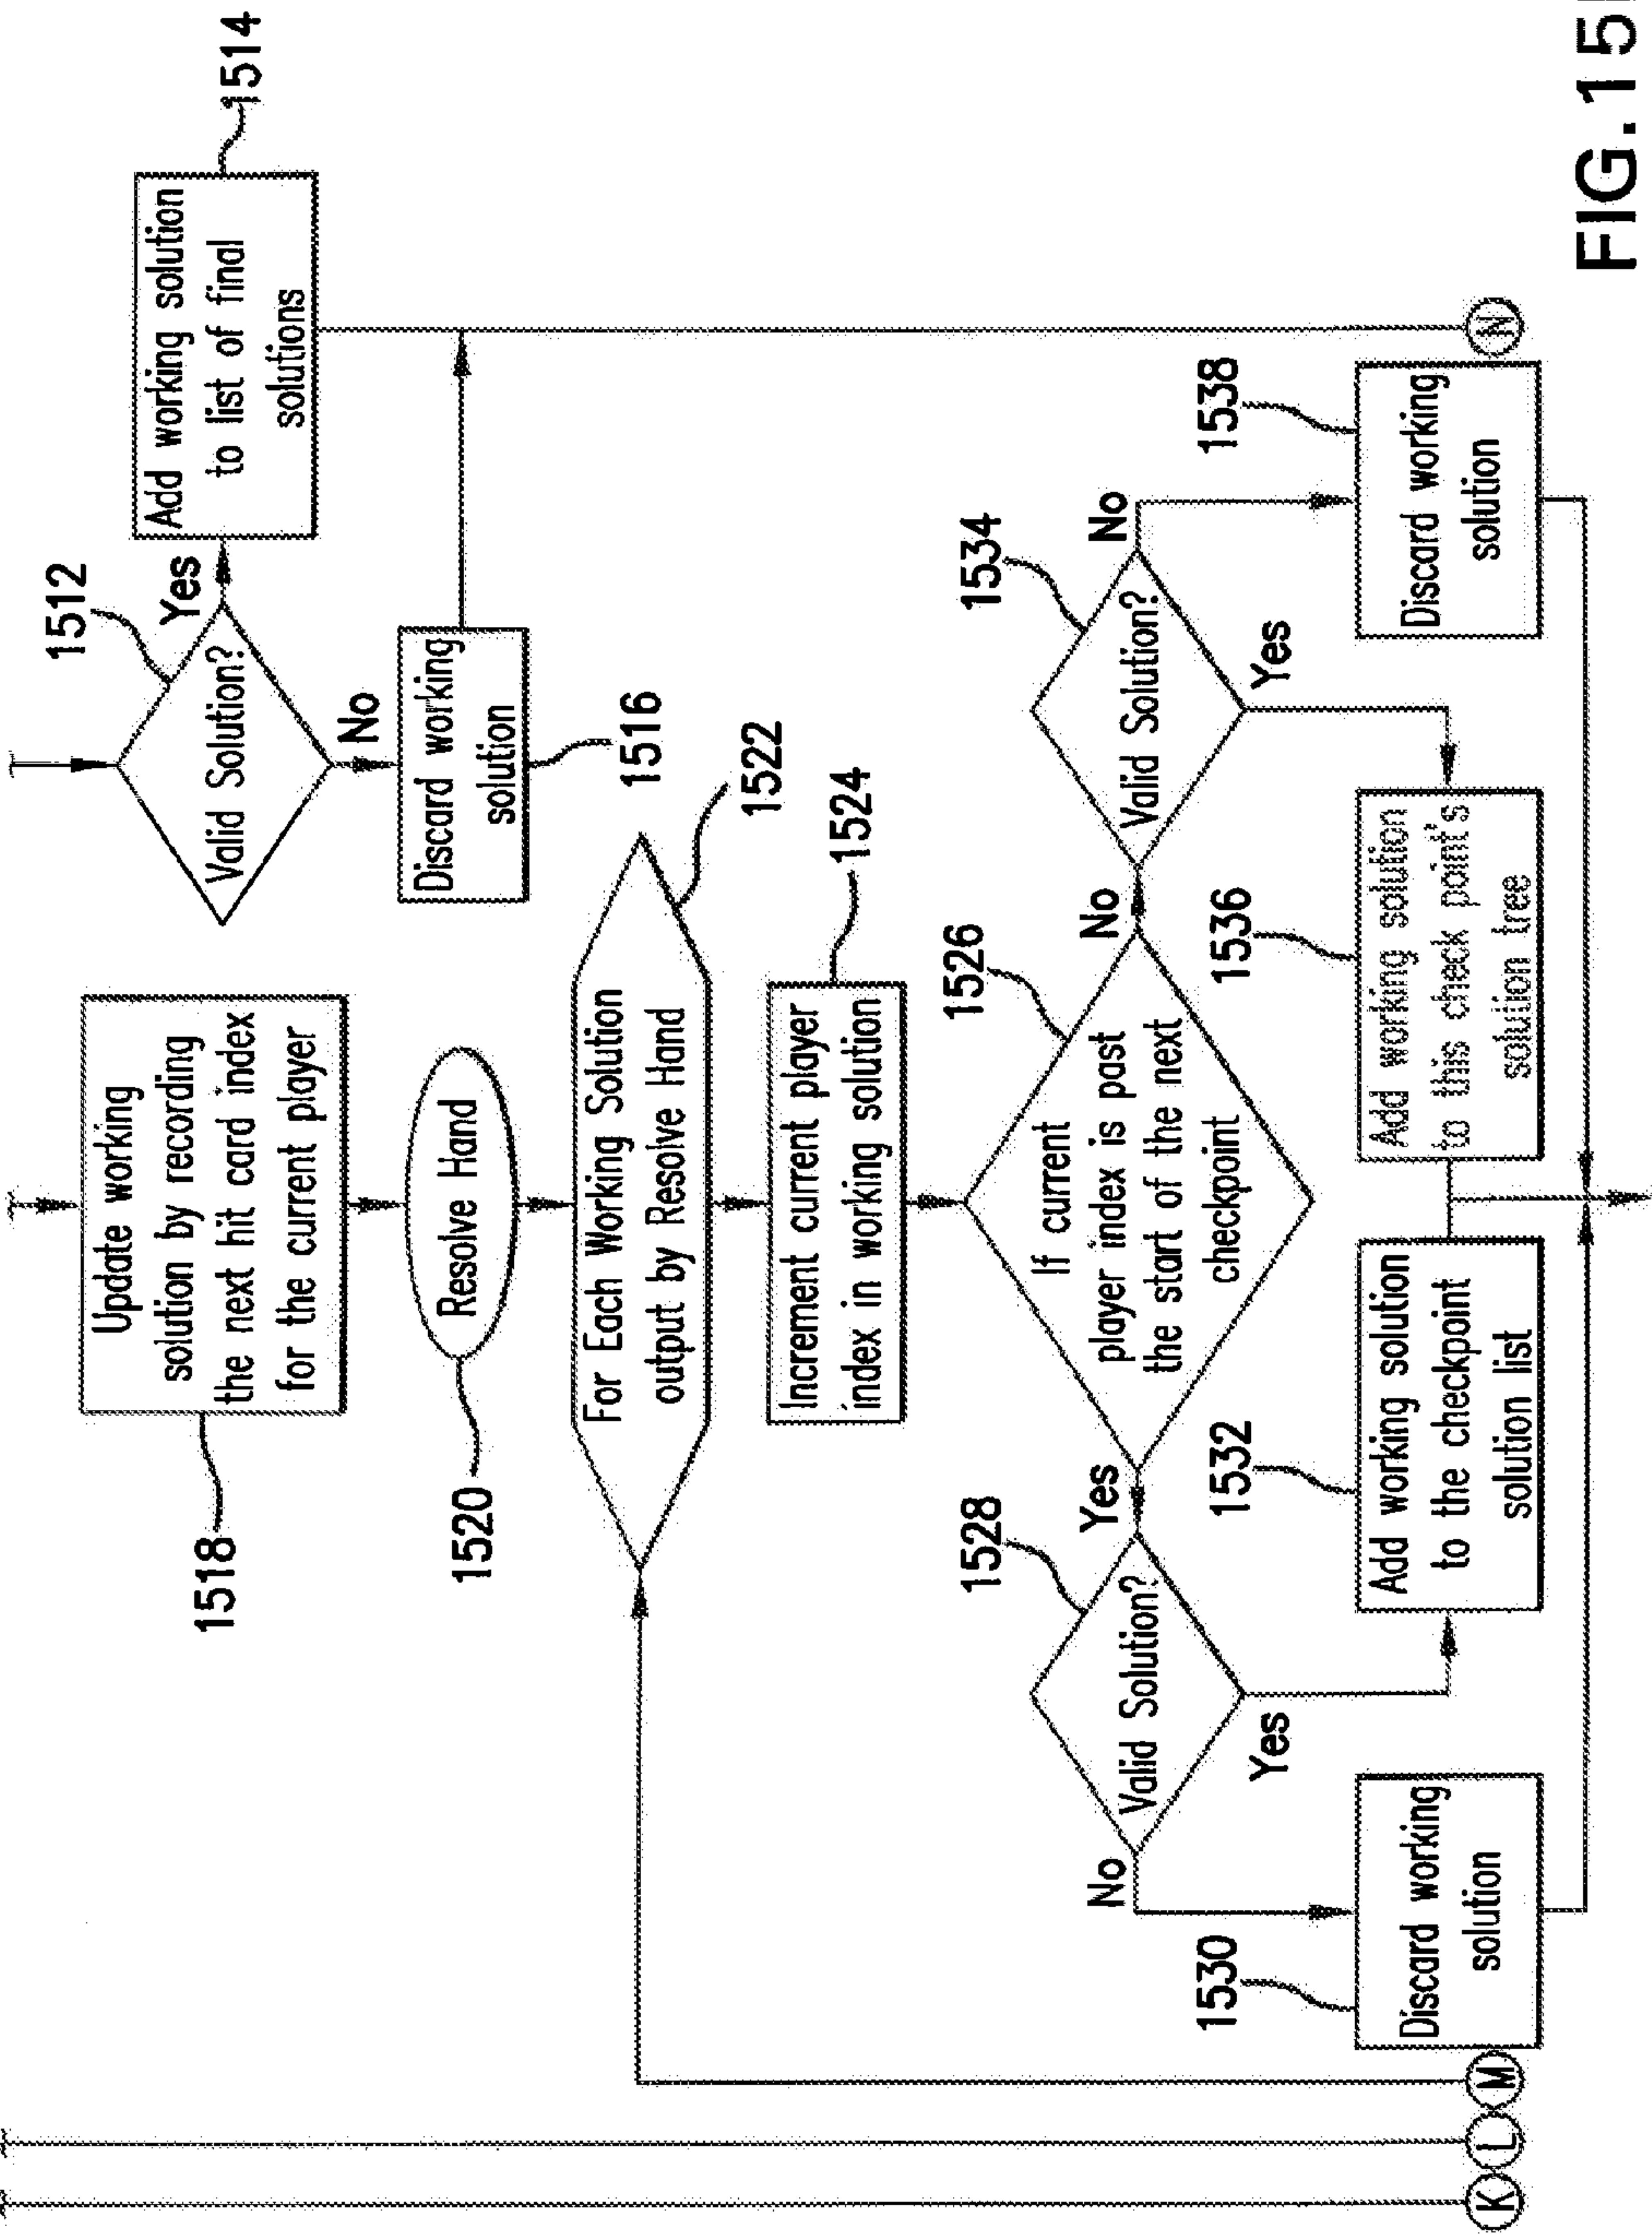 Update working
solution by recording
the next hit card index
for the current player
1518
Resolve Hand
1520
For Each Working Solution
output by Resolve Hand
1522
Increment current player
index in working solution
1524
If current
player index is past
the start of the next
checkpoint
1526
Yes
No
Valid Solution?
1528
No
Yes
Discard working
solution
1530
Add working solution
to the checkpoint
solution list
1532
Valid Solution?
1534
No
Yes
Add working solution
to this check point's
solution tree
1536
Discard working
solution
1538
Valid Solution?
1512
Yes
No
Add working solution
to list of final
solutions
1514
Discard working
solution
1516
K
L
M
N
FIG.15